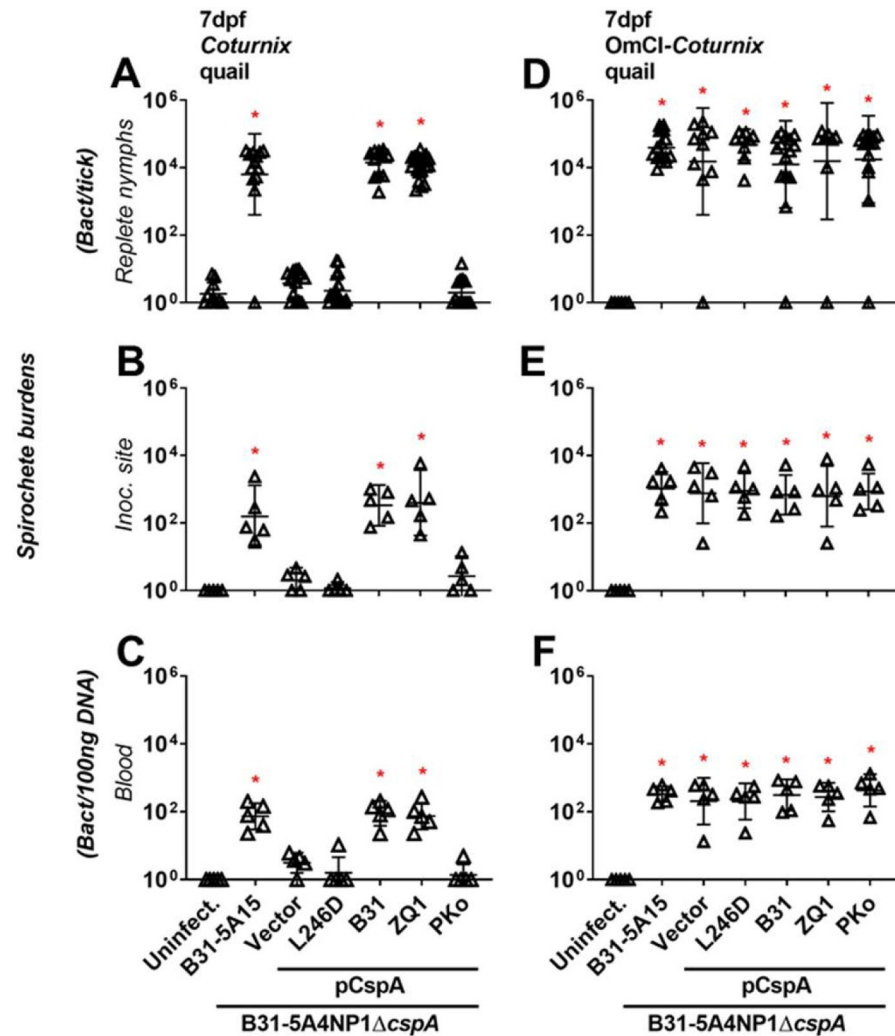 7dpf
Coturnix
quail
7dpf
OmCI-Coturnix
quail
Spirochete burdens
(Bact/tick)
Replete nymphs
A
10⁶
10⁴
10²
10⁰
*
*
*
D
10⁶
10⁴
10²
10⁰
*
*
*
*
*
*
Inoc. site
B
10⁶
10⁴
10²
10⁰
*
*
*
E
10⁶
10⁴
10²
10⁰
*
*
*
*
*
*
(Bact/100ng DNA)
Blood
C
10⁶
10⁴
10²
10⁰
*
*
*
F
10⁶
10⁴
10²
10⁰
*
*
*
*
*
*
Uninfect.
B31-5A15
Vector
L246D
B31
ZQ1
PKo
pCspA
B31-5A4NP1ΔcspA
Uninfect.
B31-5A15
Vector
L246D
B31
ZQ1
PKo
pCspA
B31-5A4NP1ΔcspA